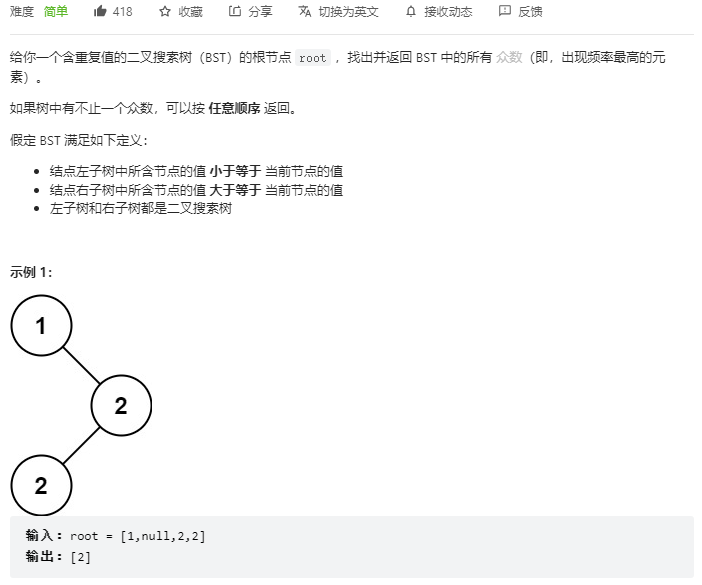 难度 简单 418 收藏 分享 切换为英文 接收动态 反馈
给你一个含重复值的二叉搜索树（BST）的根节点 root ，找出并返回 BST 中的所有 众数（即，出现频率最高的元
素）。
如果树中有不止一个众数，可以按 任意顺序 返回。
假定 BST 满足如下定义：
• 结点左子树中所含节点的值 小于等于 当前节点的值
• 结点右子树中所含节点的值 大于等于 当前节点的值
• 左子树和右子树都是二叉搜索树
示例 1：
1
2
2
输入：root = [1,null,2,2]
输出：[2]